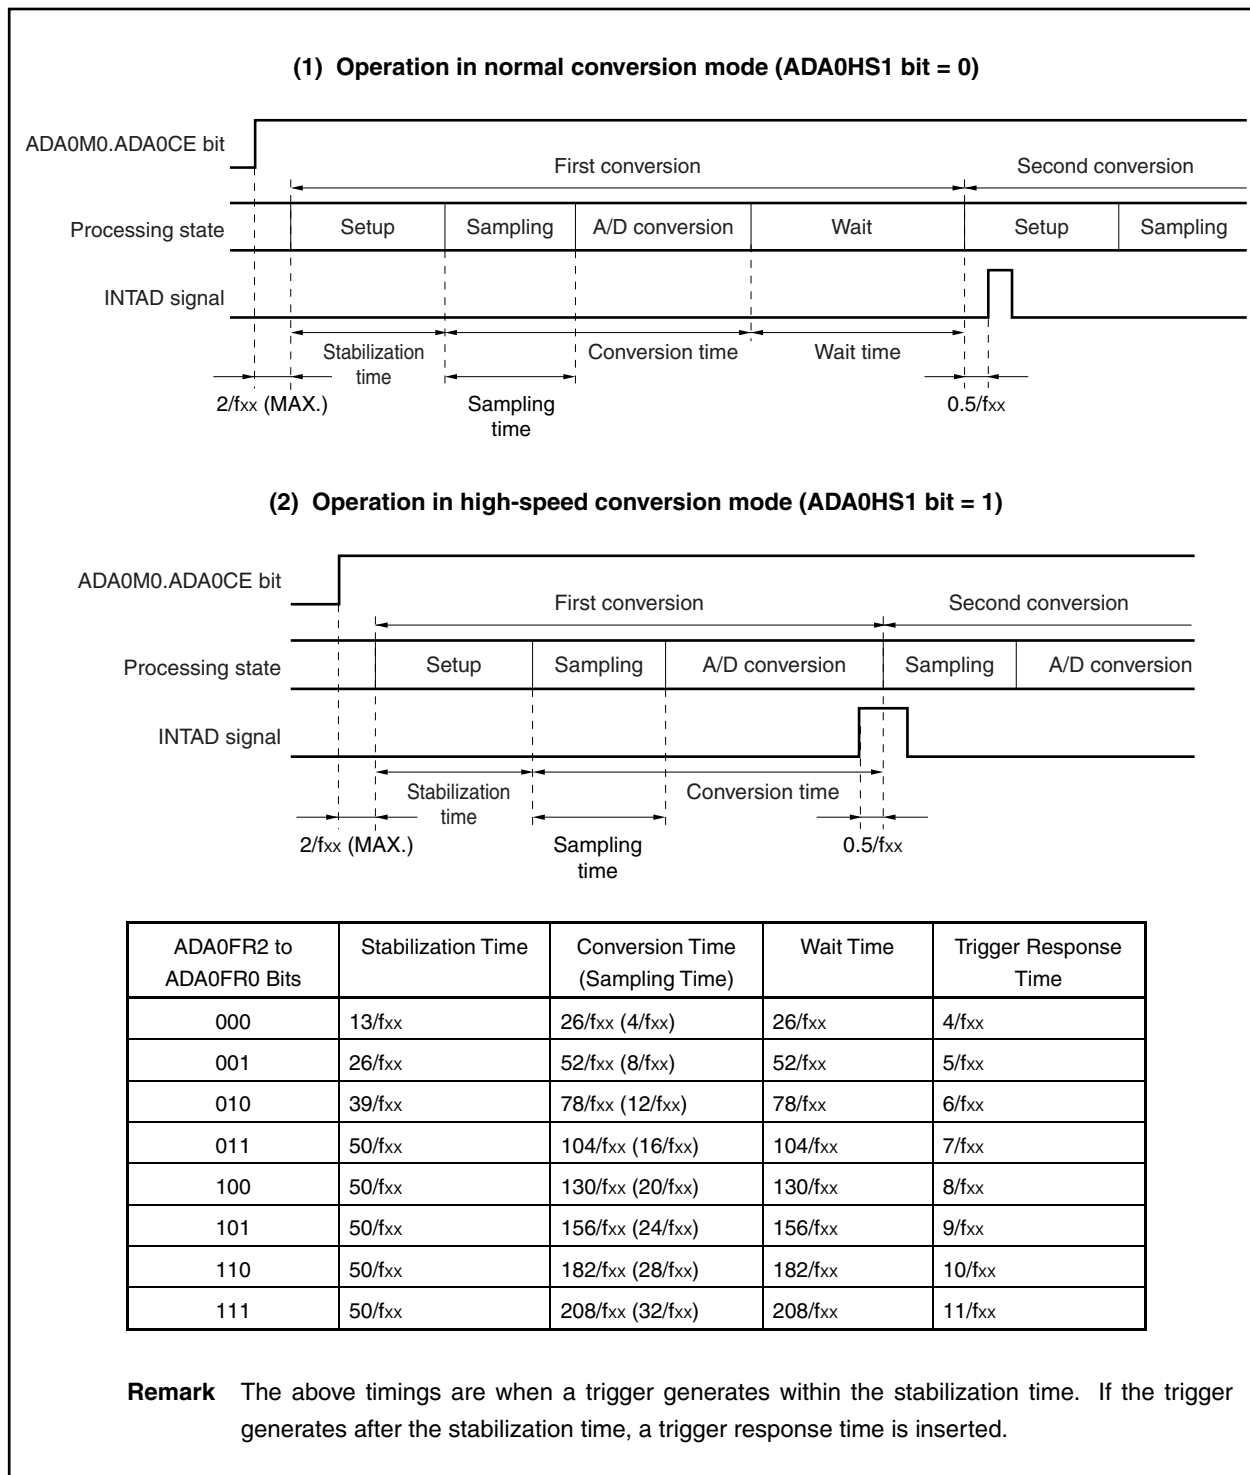 (1) Operation in normal conversion mode (ADA0HS1 bit = 0)
ADA0M0.ADA0CE bit
First conversion
Second conversion
Processing state
Setup
Sampling
A/D conversion
Wait
Setup
Sampling
INTAD signal
Stabilization
time
Conversion time
Wait time
2/fxx (MAX.)
Sampling
time
0.5/fxx
(2) Operation in high-speed conversion mode (ADA0HS1 bit = 1)
ADA0M0.ADA0CE bit
First conversion
Second conversion
Processing state
Setup
Sampling
A/D conversion
Sampling
A/D conversion
INTAD signal
Stabilization
time
Conversion time
2/fxx (MAX.)
Sampling
time
0.5/fxx
ADA0FR2 to
ADA0FR0 Bits
Stabilization Time
Conversion Time
(Sampling Time)
Wait Time
Trigger Response
Time
000 13/fxx 26/fxx (4/fxx) 26/fxx 4/fxx
001 26/fxx 52/fxx (8/fxx) 52/fxx 5/fxx
010 39/fxx 78/fxx (12/fxx) 78/fxx 6/fxx
011 50/fxx 104/fxx (16/fxx) 104/fxx 7/fxx
100 50/fxx 130/fxx (20/fxx) 130/fxx 8/fxx
101 50/fxx 156/fxx (24/fxx) 156/fxx 9/fxx
110 50/fxx 182/fxx (28/fxx) 182/fxx 10/fxx
111 50/fxx 208/fxx (32/fxx) 208/fxx 11/fxx
Remark The above timings are when a trigger generates within the stabilization time. If the trigger
generates after the stabilization time, a trigger response time is inserted.